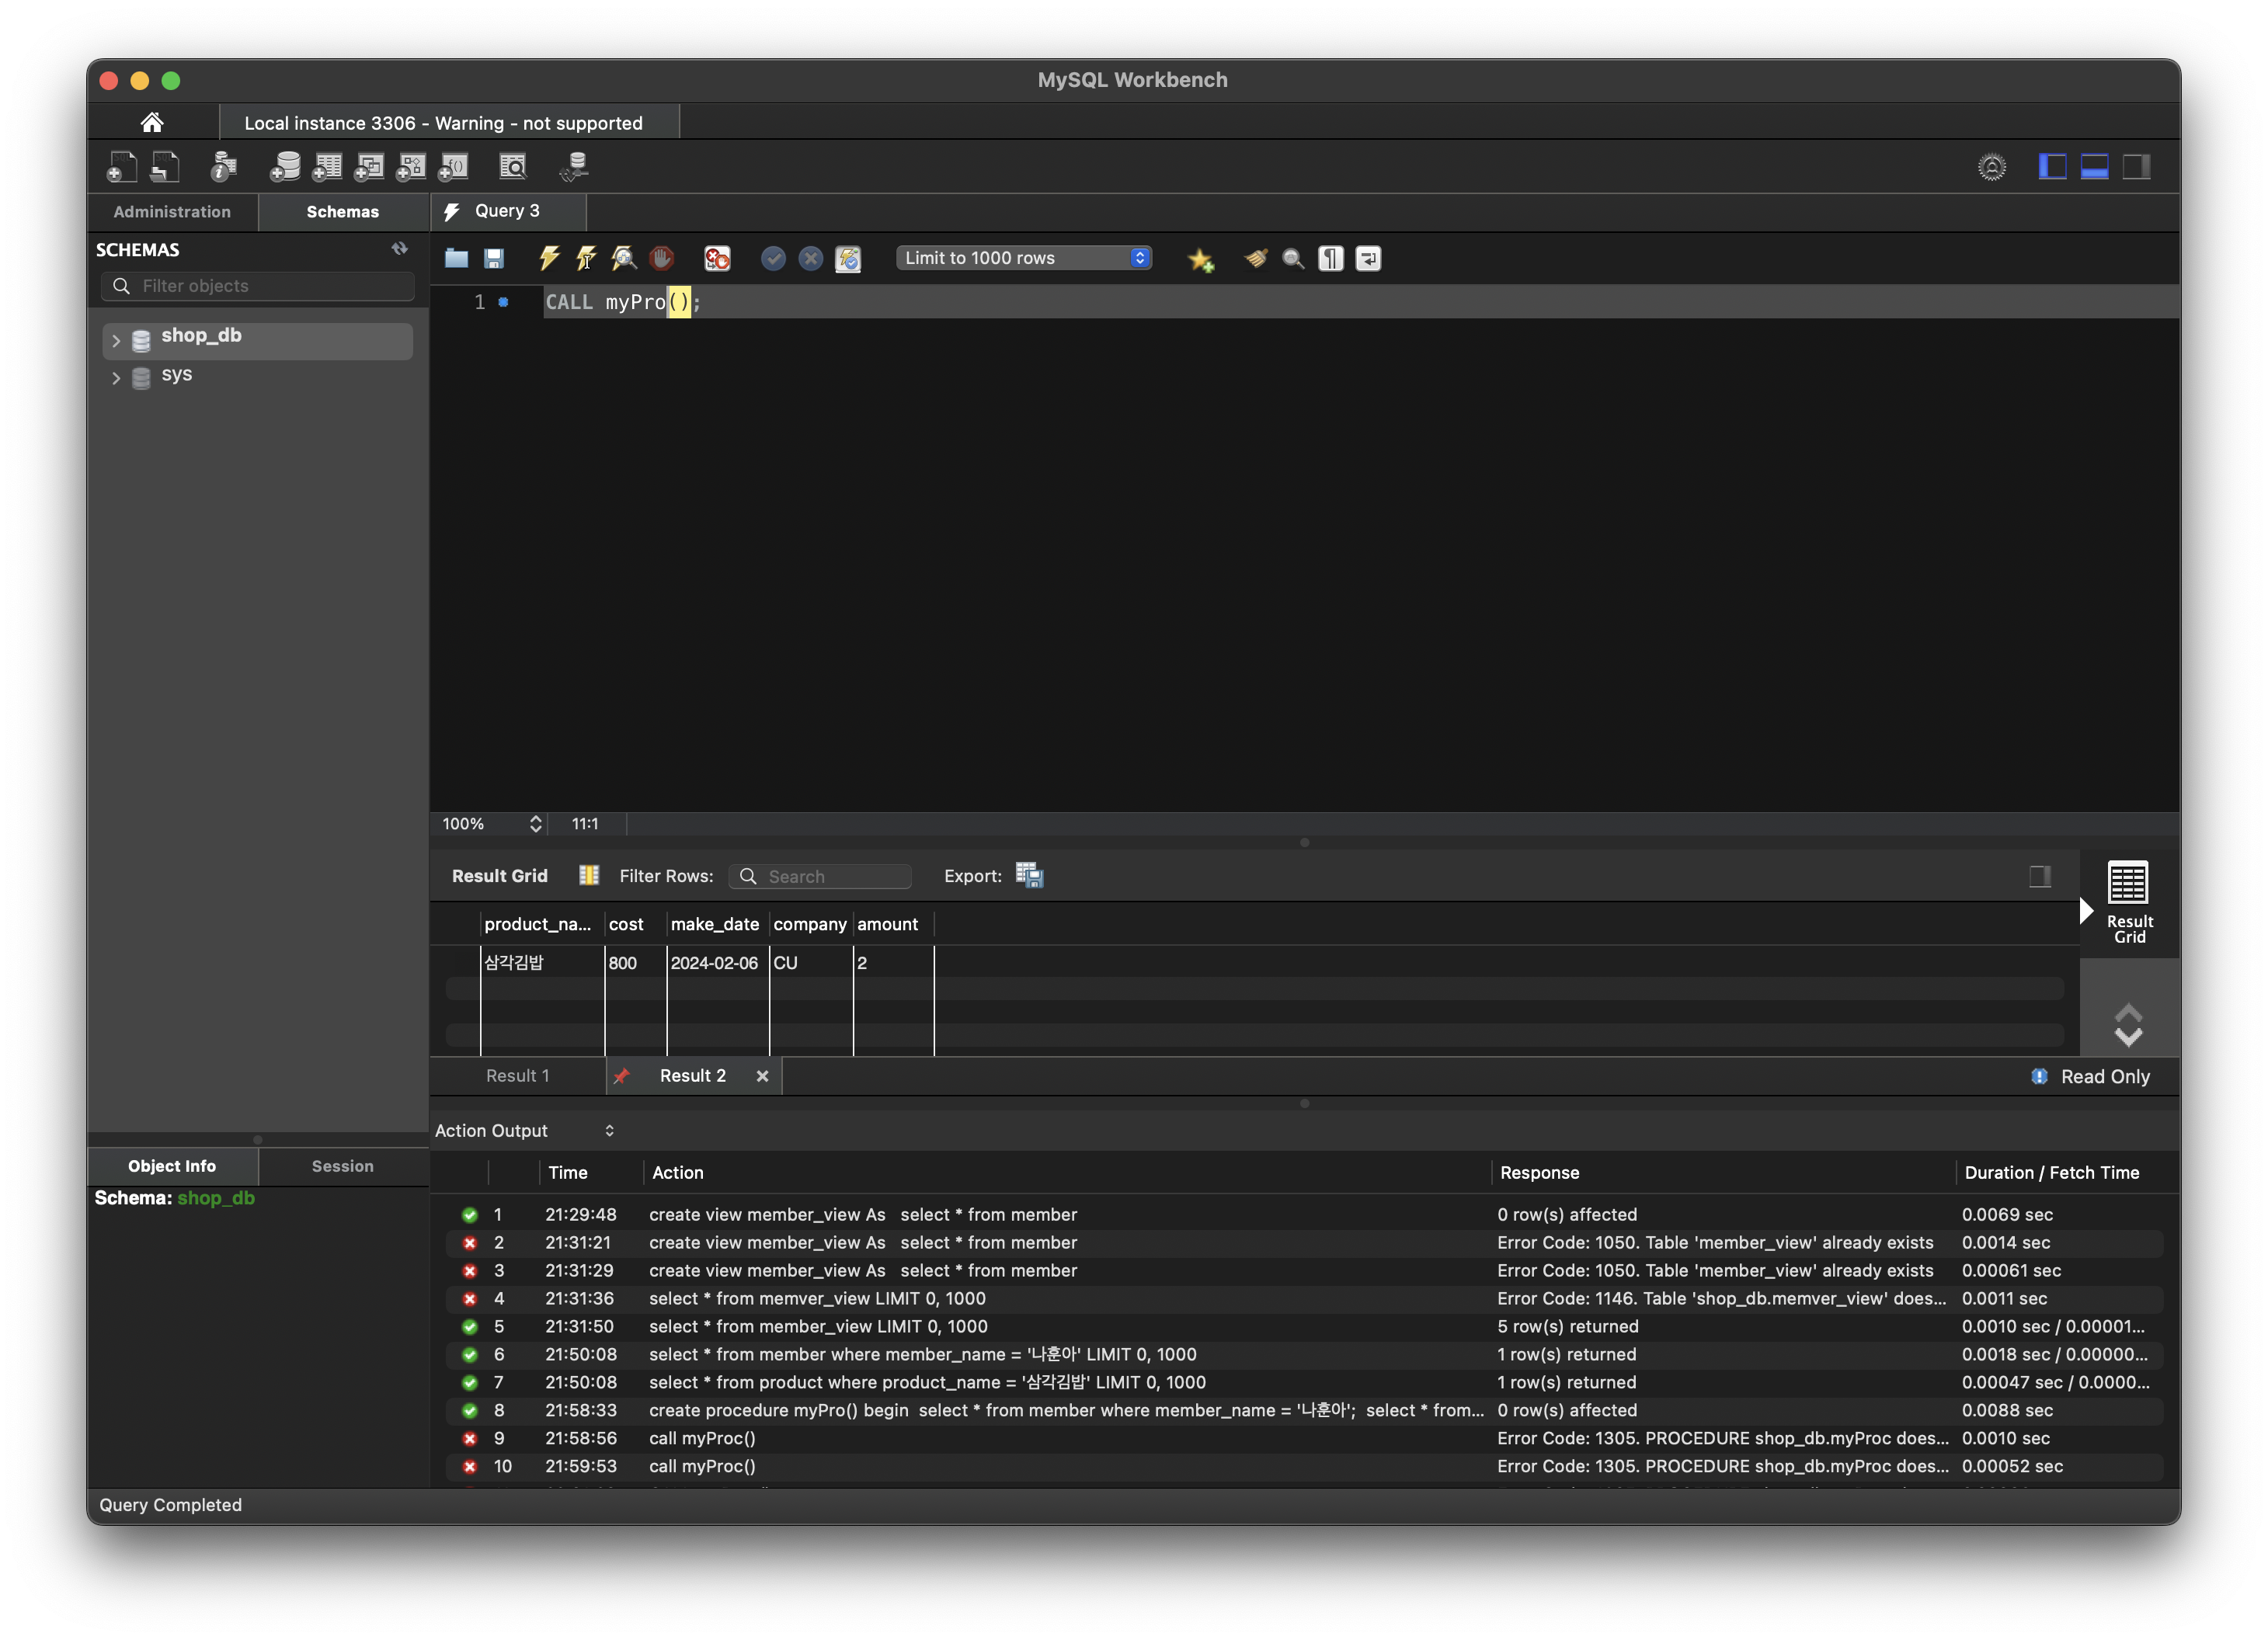 MySQL Workbench
Local instance 3306 - Warning - not supported
Administration
Schemas
Query 3
SCHEMAS
Filter objects
Limit to 1000 rows
1
CALL myPro();
shop_db
sys
100%
11:1
Result Grid
Filter Rows:
Search
Export:
Result
Grid
product_na... cost make_date company amount
삼각김밥 800 2024-02-06 CU 2
Result 1
Result 2
Read Only
Action Output
Object Info
Session
Schema: shop_db
Time Action Response Duration / Fetch Time
1 21:29:48 create view member_view As select * from member 0 row(s) affected 0.0069 sec
2 21:31:21 create view member_view As select * from member Error Code: 1050. Table 'member_view' already exists 0.0014 sec
3 21:31:29 create view member_view As select * from member Error Code: 1050. Table 'member_view' already exists 0.00061 sec
4 21:31:36 select * from memver_view LIMIT 0, 1000 Error Code: 1146. Table 'shop_db.memver_view' does... 0.0011 sec
5 21:31:50 select * from member_view LIMIT 0, 1000 5 row(s) returned 0.0010 sec / 0.00001...
6 21:50:08 select * from member where member_name = '나훈아' LIMIT 0, 1000 1 row(s) returned 0.0018 sec / 0.00000...
7 21:50:08 select * from product where product_name = '삼각김밥' LIMIT 0, 1000 1 row(s) returned 0.00047 sec / 0.0000...
8 21:58:33 create procedure myPro() begin select * from member where member_name = '나훈아'; select * from... 0 row(s) affected 0.0088 sec
9 21:58:56 call myProc() Error Code: 1305. PROCEDURE shop_db.myProc does... 0.0010 sec
10 21:59:53 call myProc() Error Code: 1305. PROCEDURE shop_db.myProc does... 0.00052 sec
Query Completed